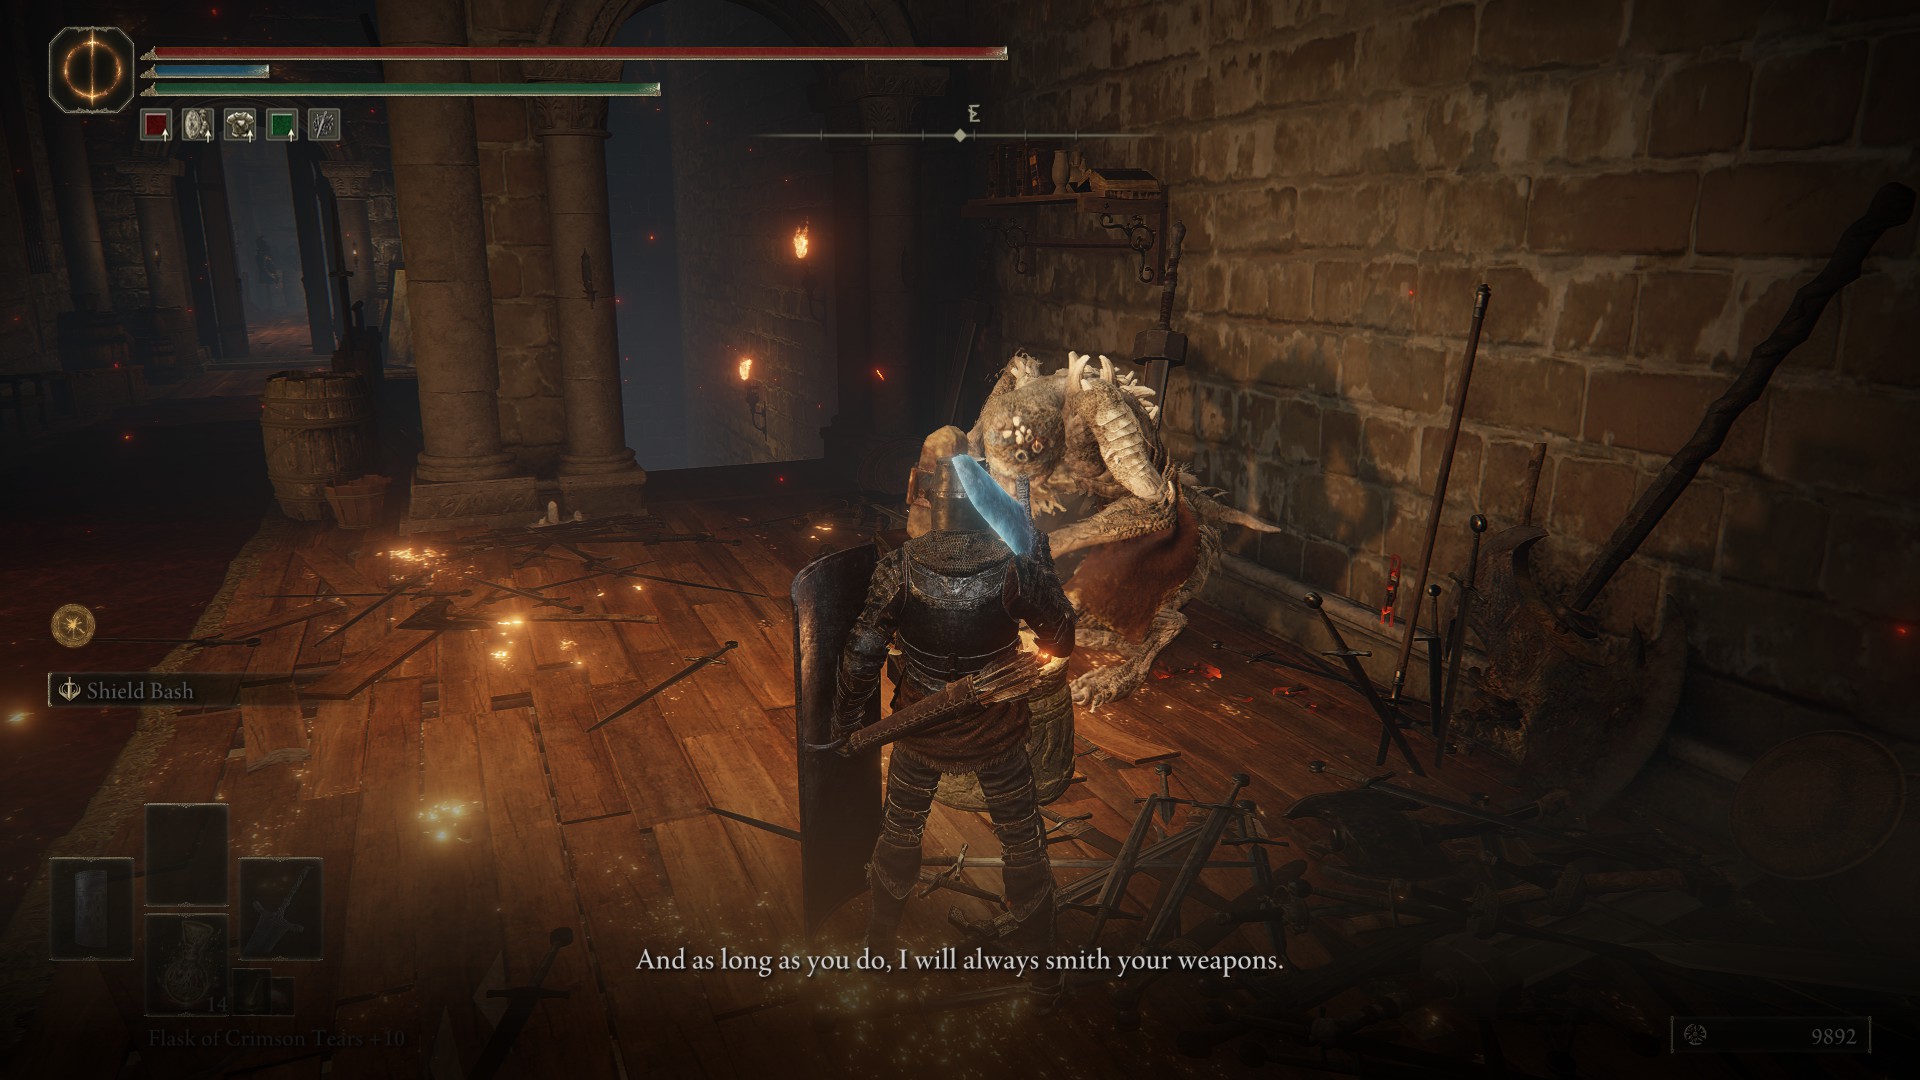 E
Shield Bash
And as long as you do, I will always smith your weapons.
14
Flask of Crimson Tears +10
9892